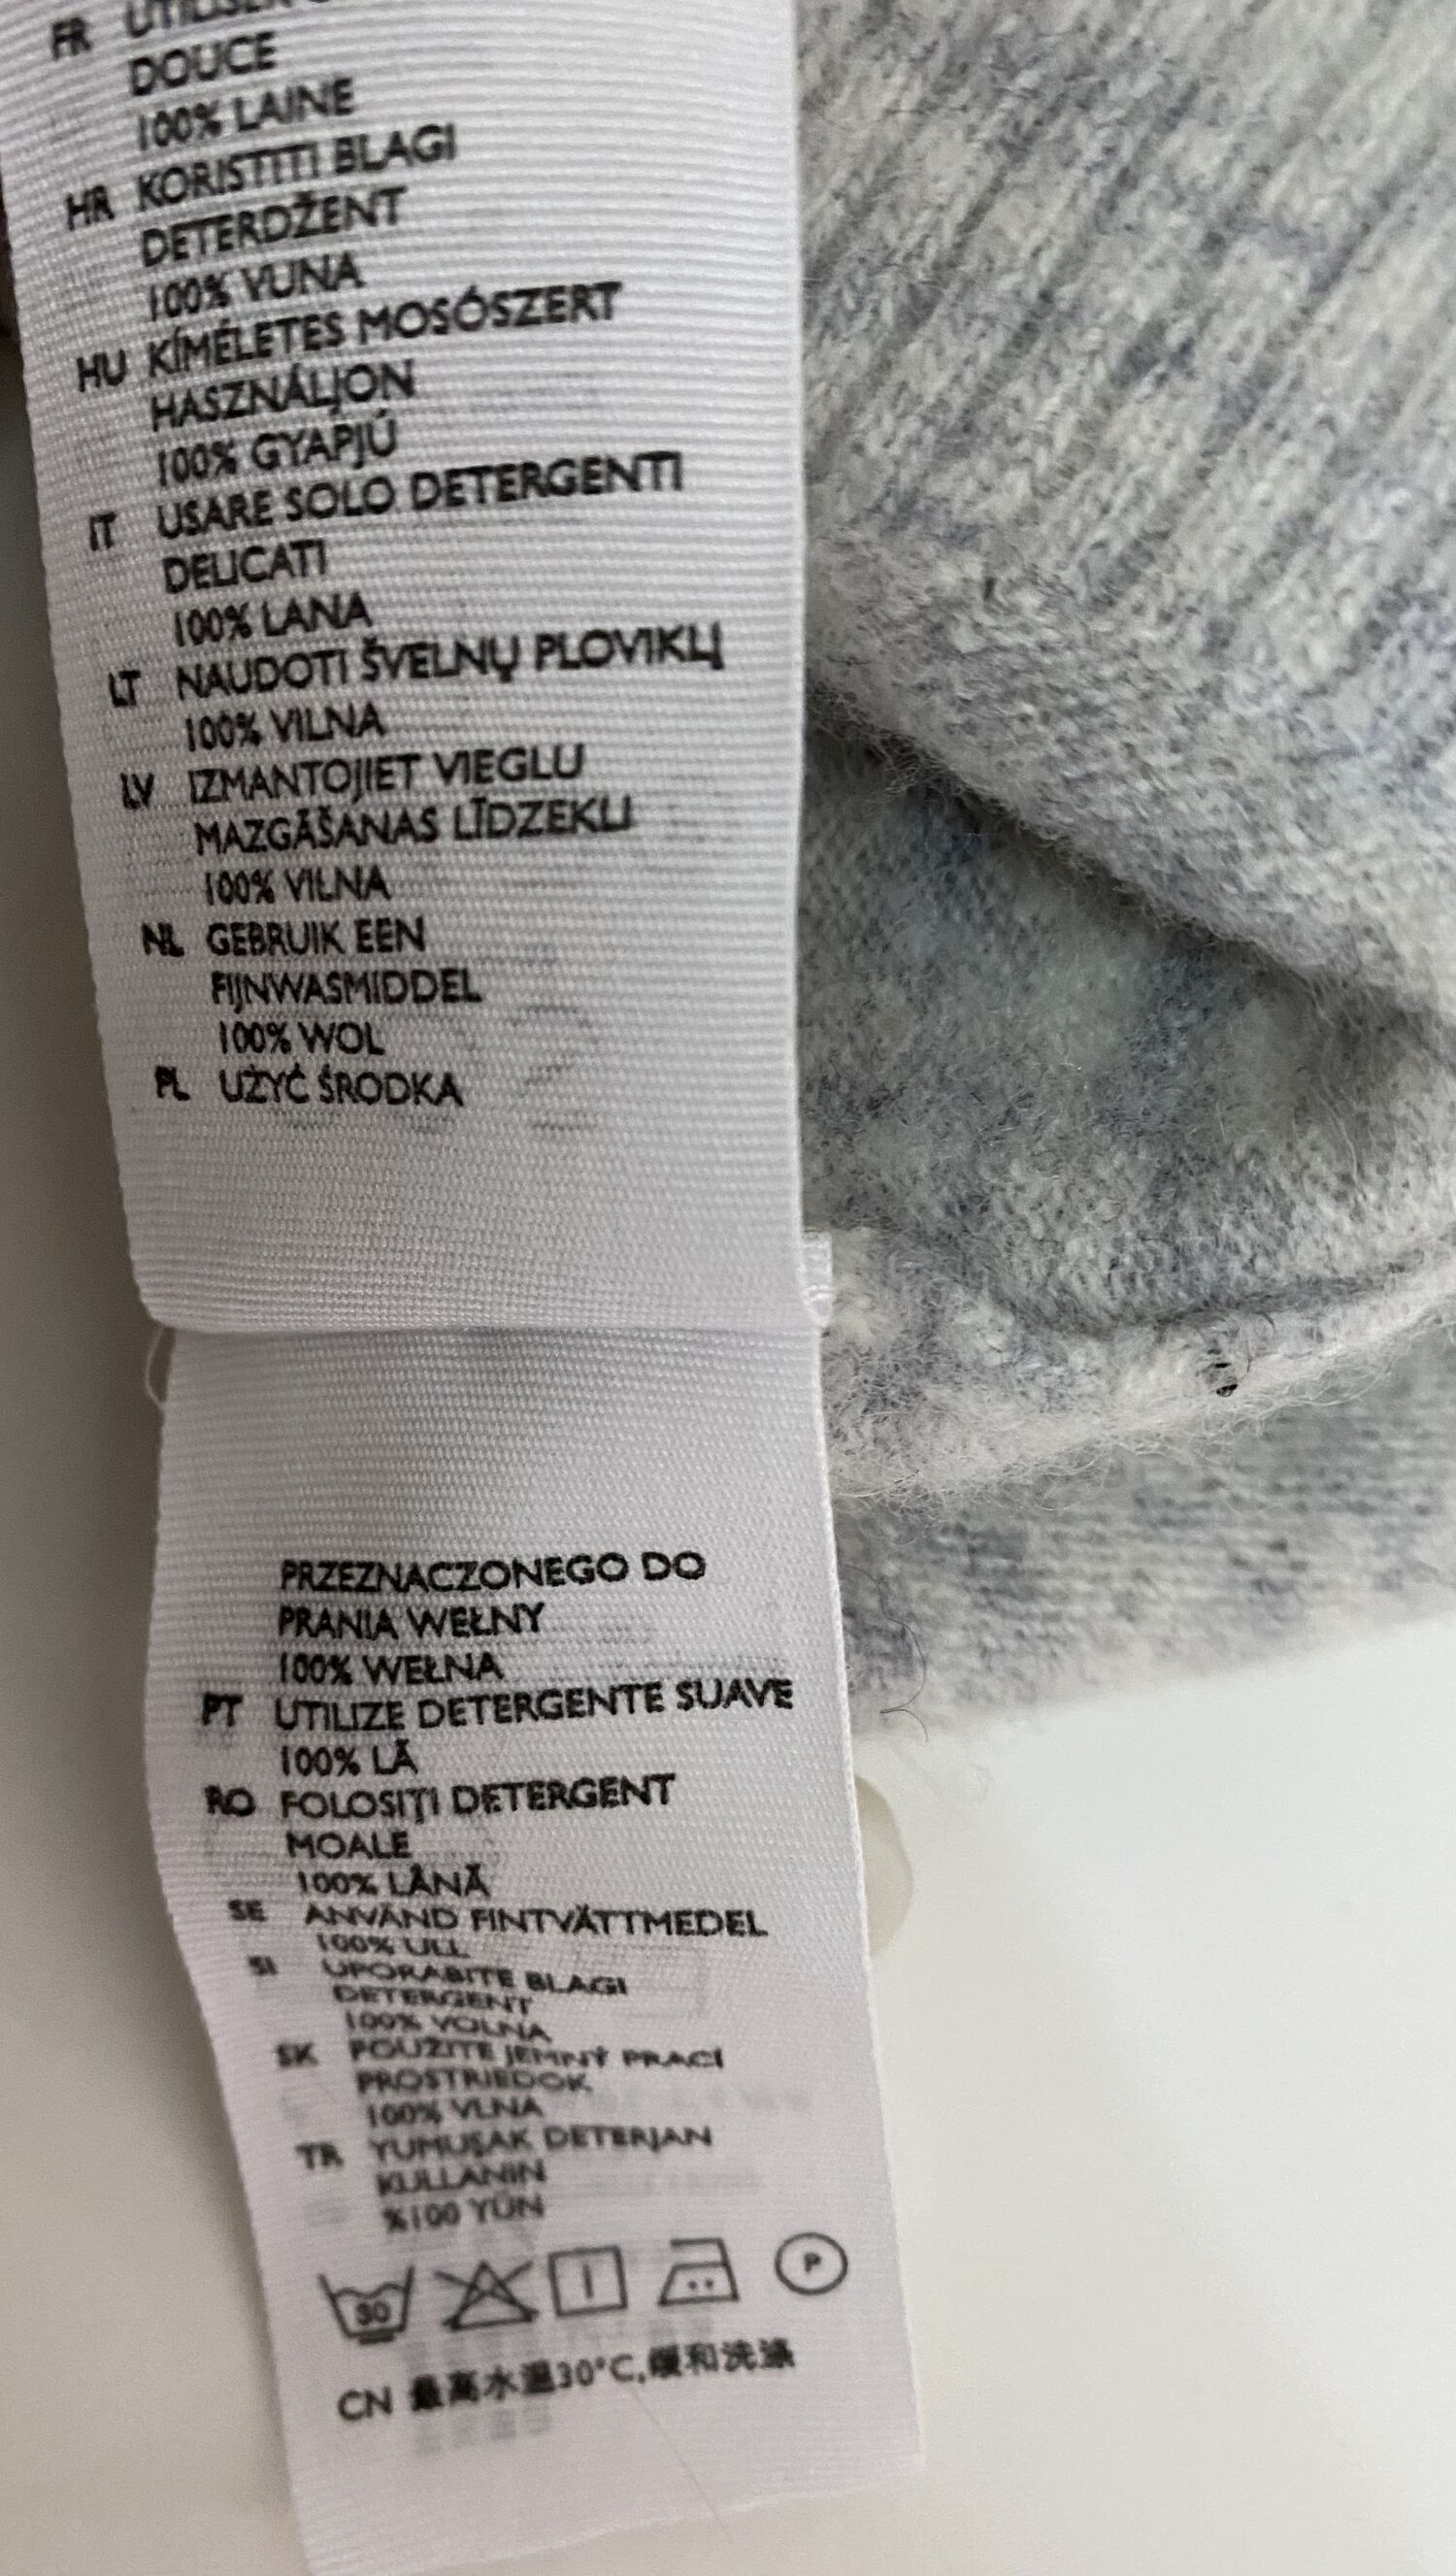 FR
DOUCE
100% LAINE
HR KORISTITI BLAGI
DETERDŽENT
100% VUNA
HU KÍMÉLETES MOSÓSZERT
HASZNÁLJON
100% GYAPJÚ
IT USARE SOLO DETERGENTI
DELICATI
100% LANA
LT NAUDOTI ŠVELNŲ PLOVIKLĮ
100% VILNA
LV IZMANTOJIET VIEGLU
MAZGĀŠANAS LĪDZEKLI
100% VILNA
NL GEBRUIK EEN
FIJNWASMIDDEL
100% WOL
PL UŻYĆ ŚRODKA
PRZEZNACZONEGO DO
PRANIA WEŁNY
100% WEŁNA
PT UTILIZE DETERGENTE SUAVE
100% LÃ
RO FOLOSIŢI DETERGENT
MOALE
100% LÂNĂ
SE ANVÄND FINTVÄTTMEDEL
100% ULL
SI UPORABITE BLAGI
DETERGENT
100% VOLNA
SK POUŽITE JEMNÝ PRACÍ
PROSTRIEDOK
100% VLNA
TR YUMUŞAK DETERJAN
KULLANIN
%100 YÜN
30 P
CN 最高水温30°C,缓和洗涤